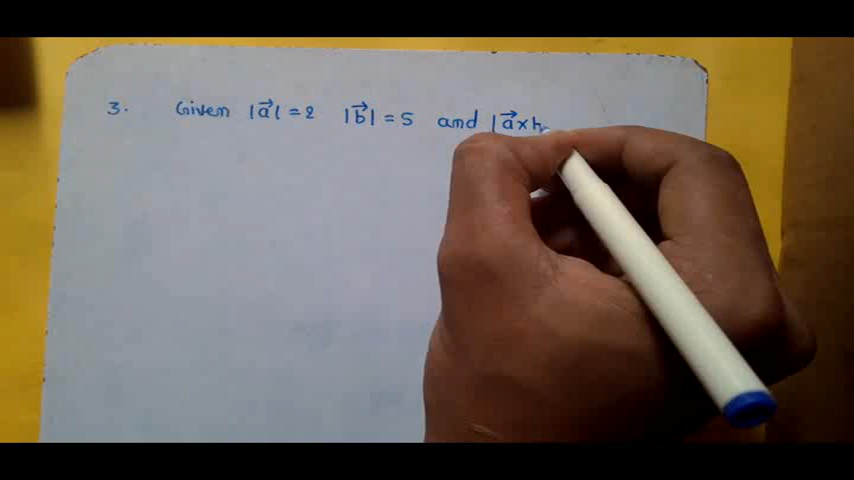 3. Given |a⃗| = 2 |b⃗| = 5 and |a⃗×b